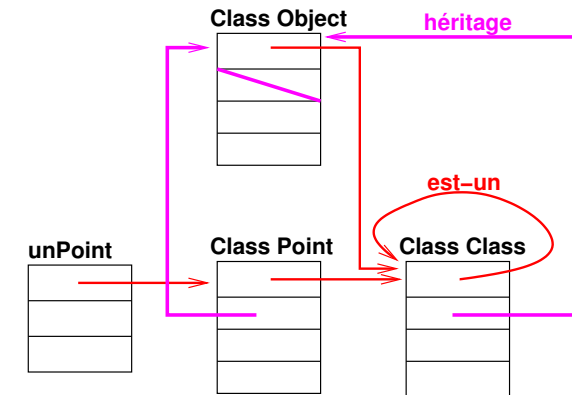 Class Object
héritage
est–un
unPoint
Class Point
Class Class